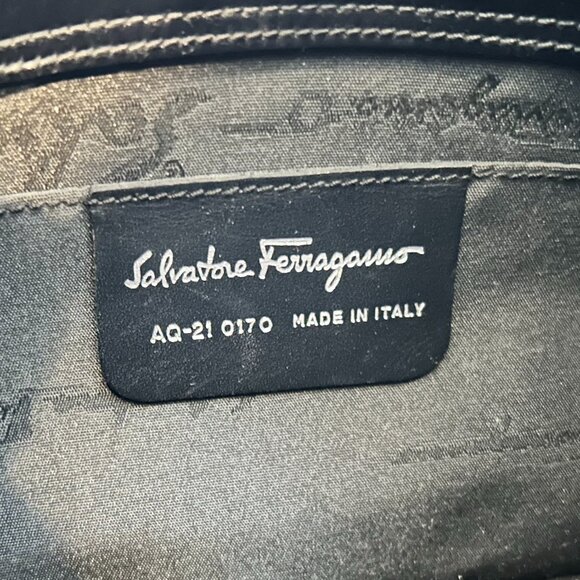 Salvatore Ferragamo
AQ-21 0170 MADE IN ITALY